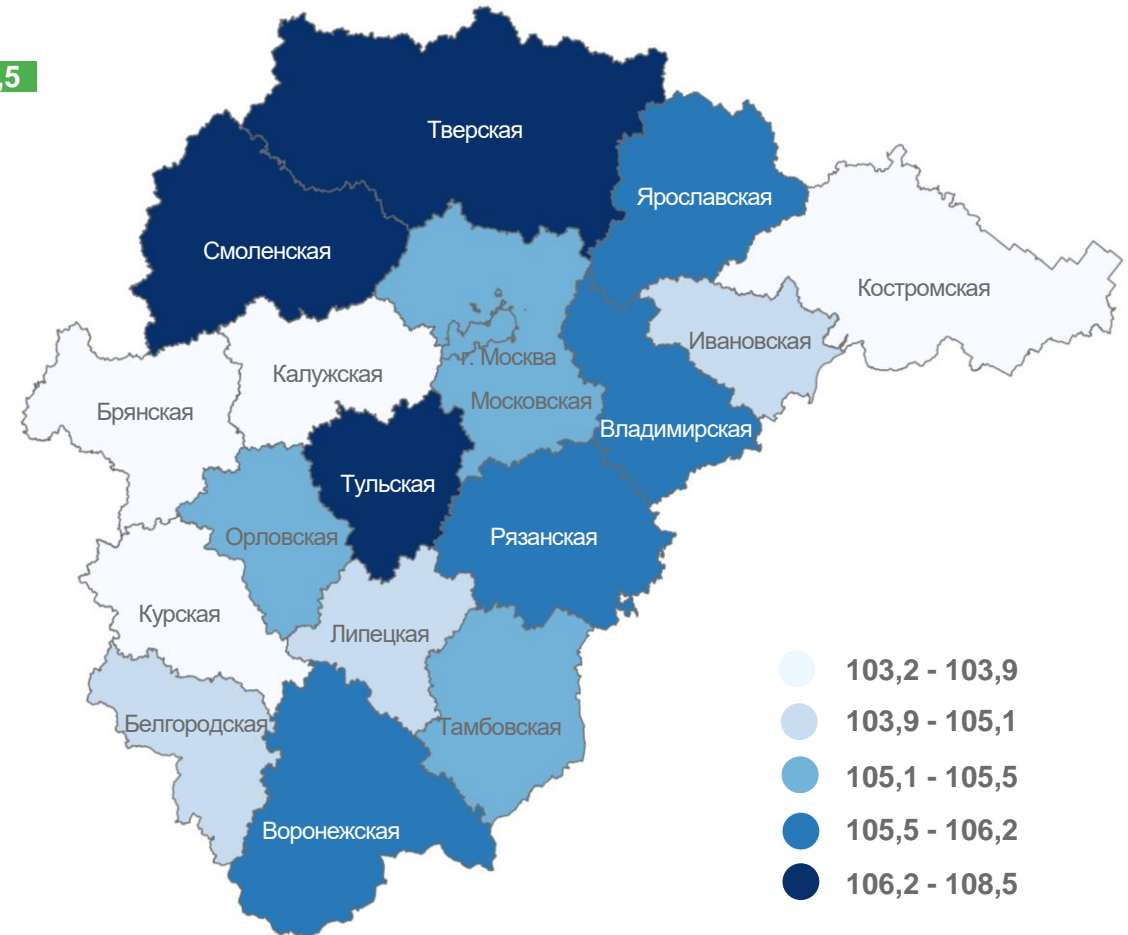 ,5
Тверская
Ярославская
Смоленская
Костромская
Ивановская
г. Москва
Калужская
Московская
Брянская
Владимирская
Тульская
Орловская
Рязанская
Курская
Липецкая
Белгородская
Тамбовская
Воронежская
103,2 - 103,9
103,9 - 105,1
105,1 - 105,5
105,5 - 106,2
106,2 - 108,5